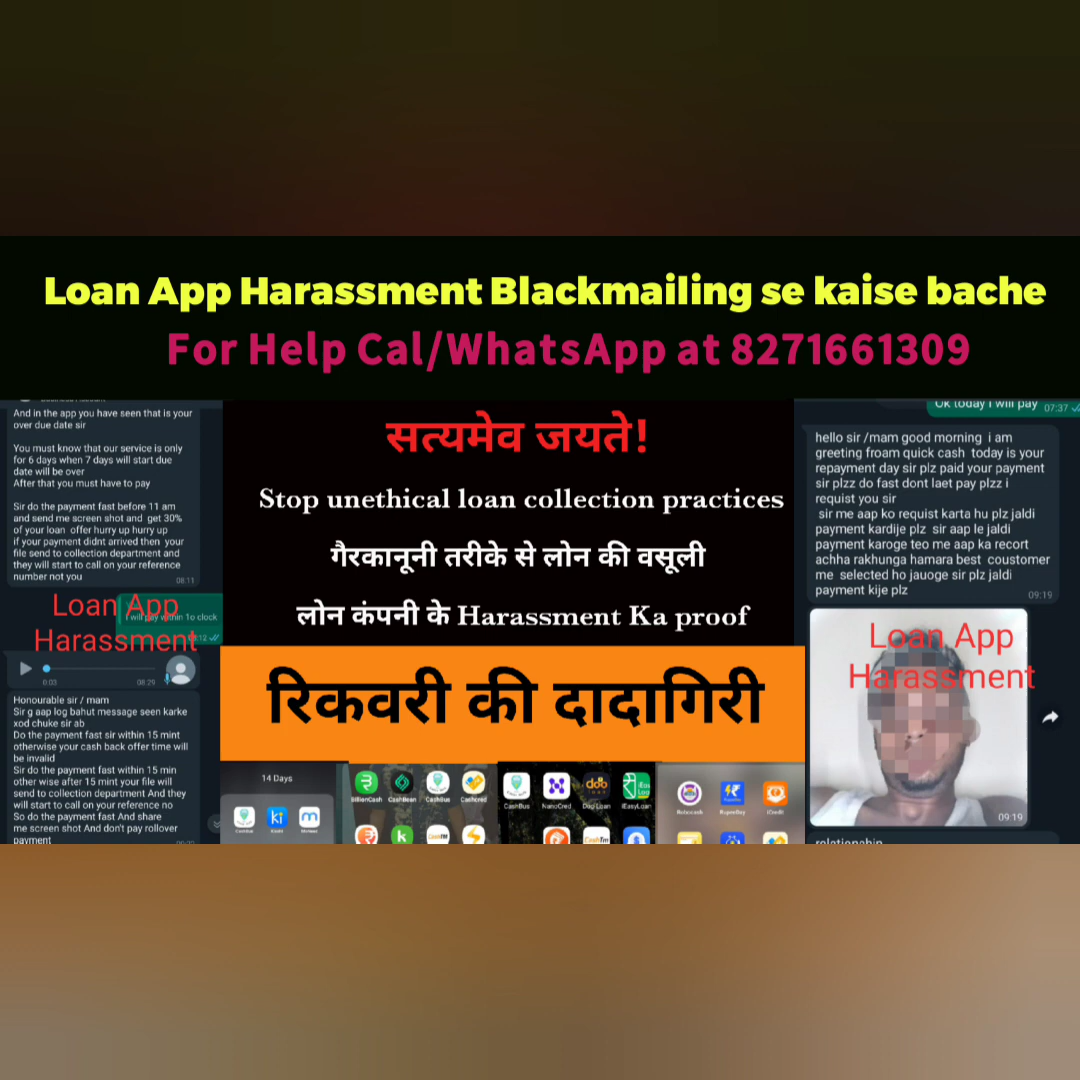 Loan App Harassment Blackmailing se kaise bache
For Help Cal/WhatsApp at 8271661309
And in the app you have seen that is your
over due date sir
You must know that our service is only
for 6 days when 7 days will start due
date will be over
After that you must have to pay
Sir do the payment fast before 11 am
and send me screen shot and get 30%
of your loan offer hurry up hurry up
if your payment didnt arrived then your
file send to collection department and
they will start to call on your reference
number not you
08:11
Loan App
Harassment
I will pay within 1o clock
0:03
08:29
Honourable sir / mam
Sir g aap log bahut message seen karke
xod chuke sir ab
Do the payment fast sir within 15 mint
otherwise your cash back offer time will
be invalid
Sir do the payment fast within 15 min
other wise after 15 mint your file will
send to collection department And they
will start to call on your reference no
So do the payment fast And share
me screen shot And don't pay rollover
payment
सत्यमेव जयते!
Stop unethical loan collection practices
गैरकानूनी तरीके से लोन की वसूली
लोन कंपनी के Harassment Ka proof
रिकवरी की दादागिरी
14 Days
BillionCash CashBean CashBus
CashBus NanoCred
iCredit
Ok today I will pay 07:37
hello sir /mam good morning i am
greeting froam quick cash today is your
repayment day sir plz paid your payment
sir plzz do fast dont laet pay plzz i
requist you sir
sir me aap ko requist karta hu plz jaldi
payment kardije plz sir aap le jaldi
payment karoge teo me aap ka recort
achha rakhunga hamara best coustomer
me selected ho jauoge sir plz jaldi
payment kije plz
09:19
Loan App
Harassment
09:19
relationship